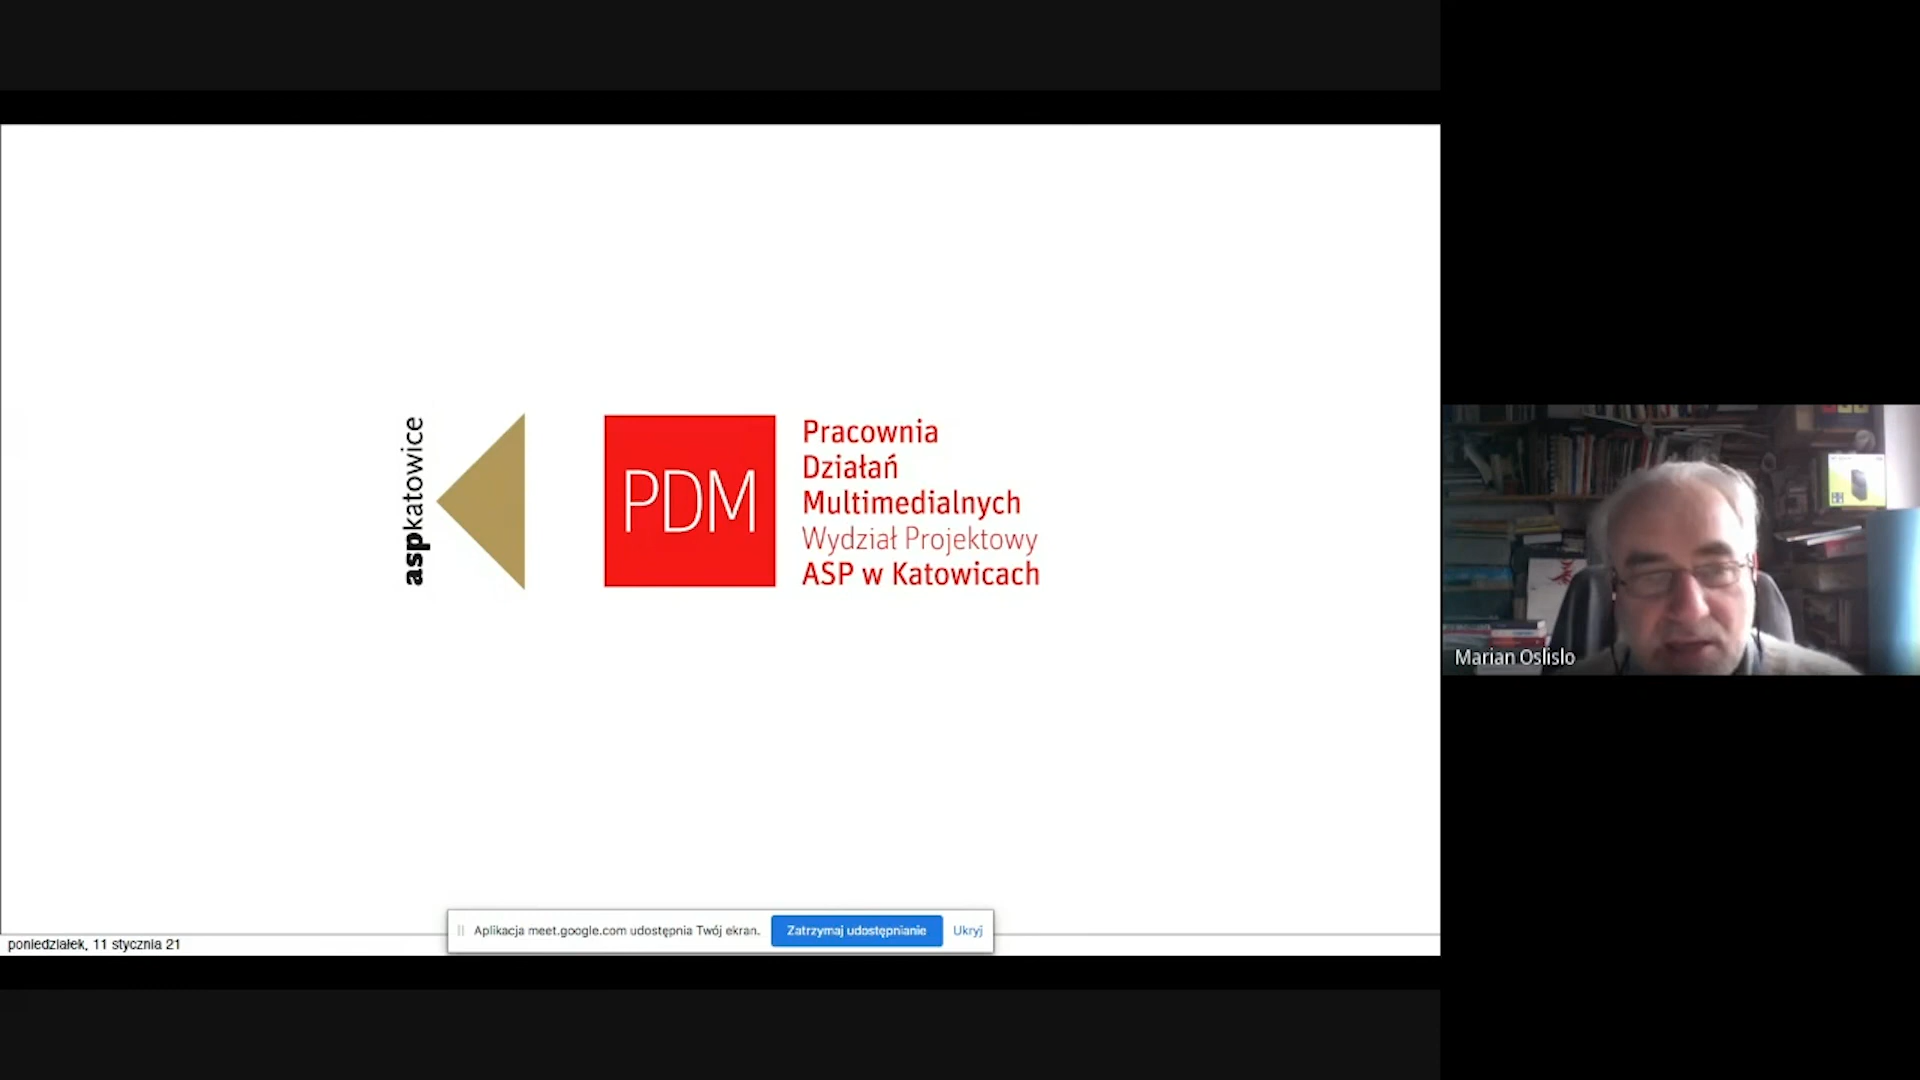 aspkatowice
PDM
Pracownia
Działań
Multimedialnych
Wydział Projektowy
ASP w Katowicach
Marian Oslislo
Aplikacja meet.google.com udostępnia Twój ekran.
Zatrzymaj udostępnianie
Ukryj
poniedziałek, 11 stycznia 21